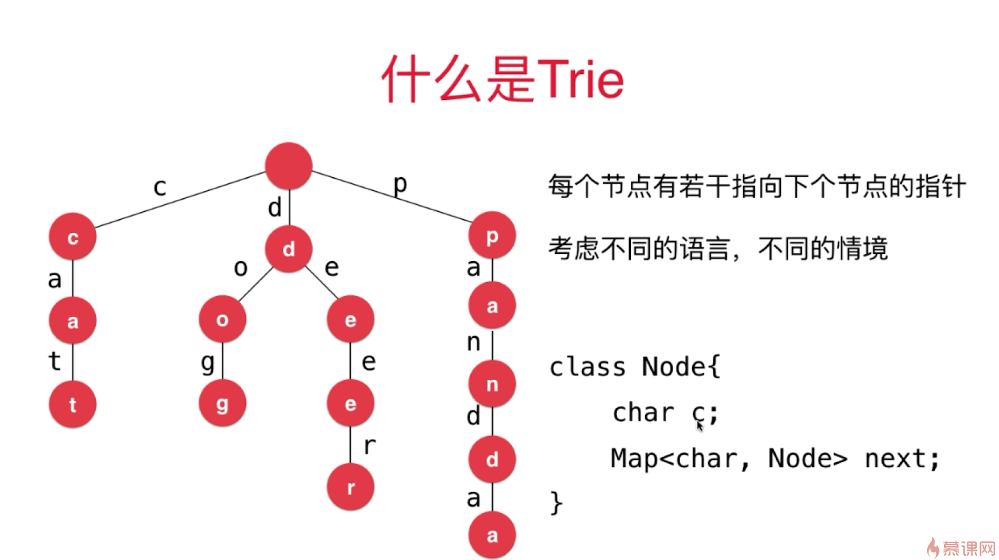 什么是Trie
c
d
p
每个节点有若干指向下个节点的指针
考虑不同的语言，不同的情境
c
d
p
a
o
e
a
a
o
e
a
t
g
e
n
t
g
e
n
r
d
r
d
a
a
class Node{
char c;
Map<char, Node> next;
}
慕课网